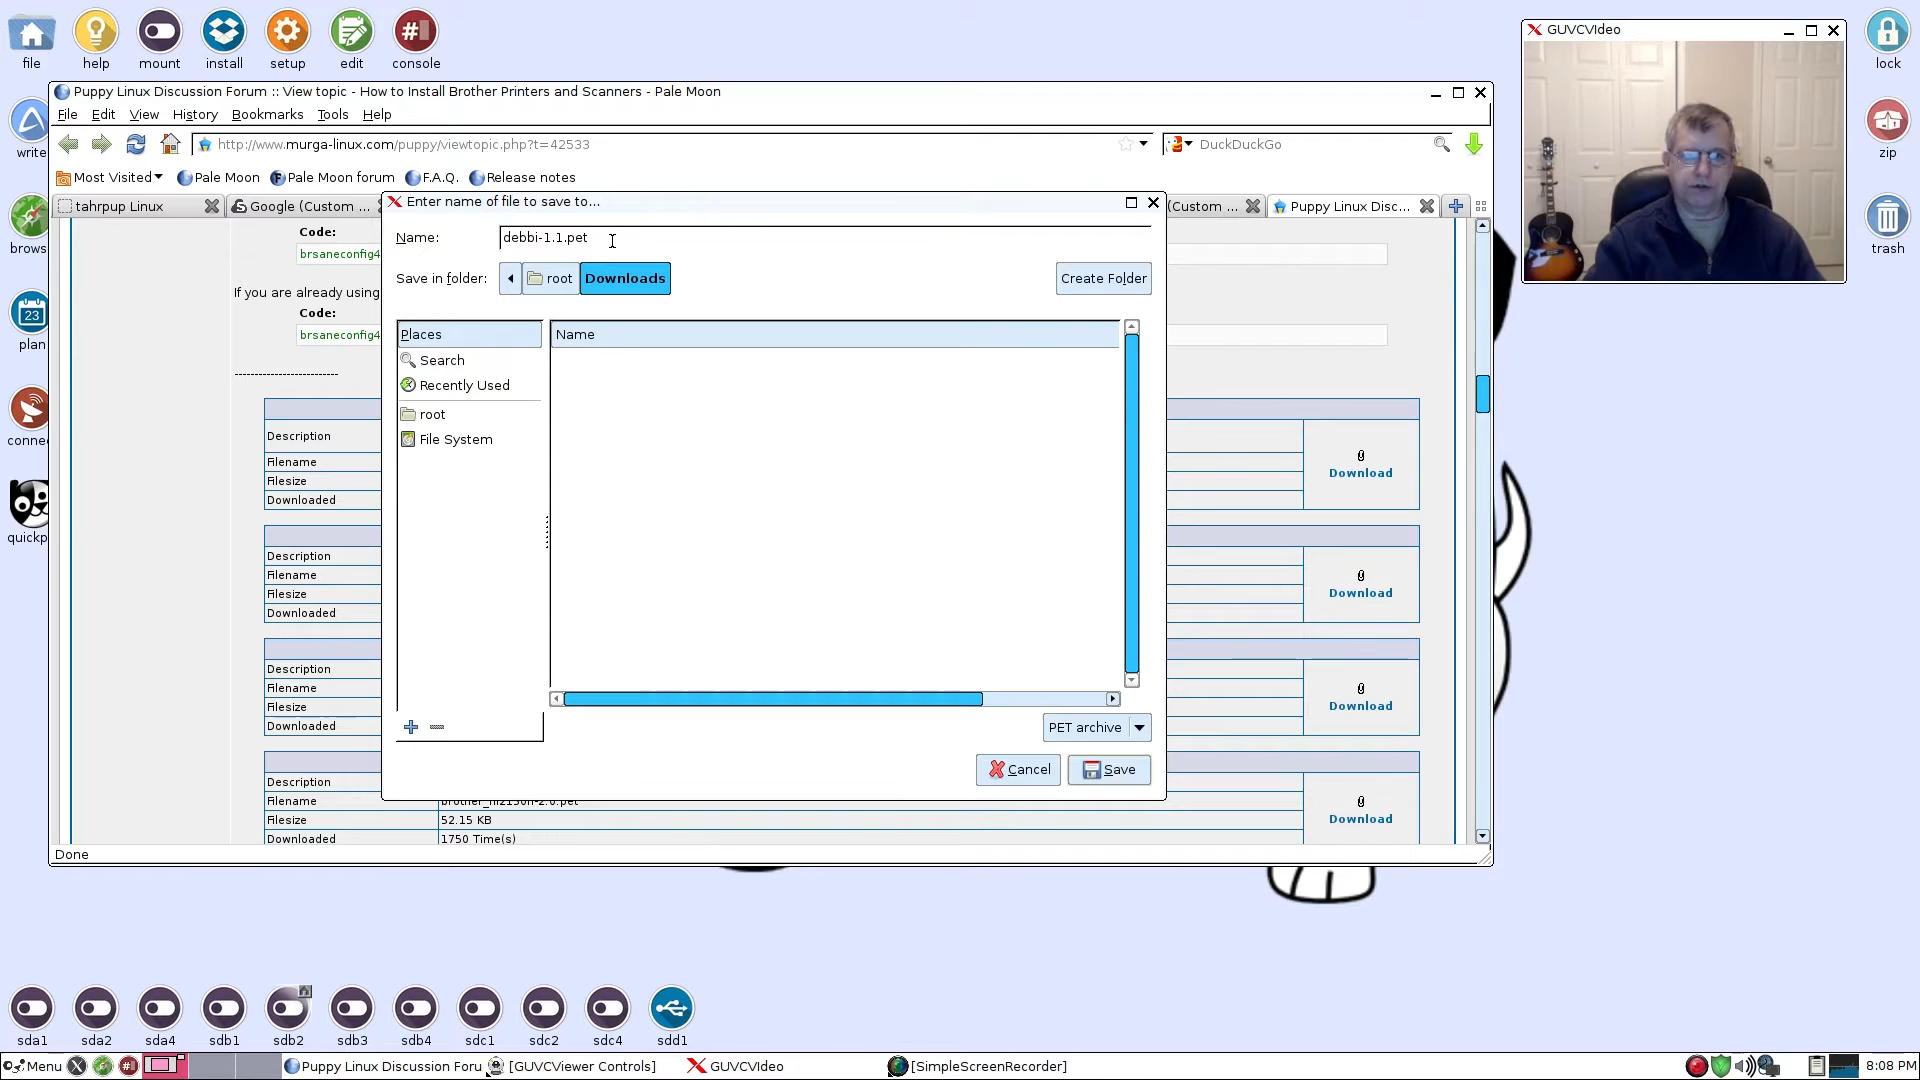 file
help
mount
install
setup
edit
console
GUVCVIdeo
lock
Puppy Linux Discussion Forum :: View topic - How to Install Brother Printers and Scanners - Pale Moon
File Edit View History Bookmarks Tools Help
write
http://www.murga-linux.com/puppy/viewtopic.php?t=42533
DuckDuckGo
zip
Most Visited Pale Moon Pale Moon forum F.A.Q. Release notes
tahrpup Linux
Google (Custom ...
(Custom ...
Puppy Linux Disc...
Enter name of file to save to...
brows
trash
Code:
Name:
debbi-1.1.pet
brsaneconfig4
Save in folder:
root
Downloads
Create Folder
If you are already using
Code:
brsaneconfig4
Places
Name
Search
Recently Used
root
File System
plan
23
connec
quickp
------------------------
Description
Filename
Filesize
Downloaded
Download
Description
Filename
Filesize
Downloaded
Download
Description
Filename
Filesize
Downloaded
Download
PET archive
Cancel
Save
Description
Filename brother_hl2150n-2.0.pet
Filesize 52.15 KB
Downloaded 1750 Time(s)
Download
Done
sda1
sda2
sda4
sdb1
sdb2
sdb3
sdb4
sdc1
sdc2
sdc4
sdd1
Menu
Puppy Linux Discussion Foru
[GUVCViewer Controls]
GUVCVIdeo
[SimpleScreenRecorder]
8:08 PM